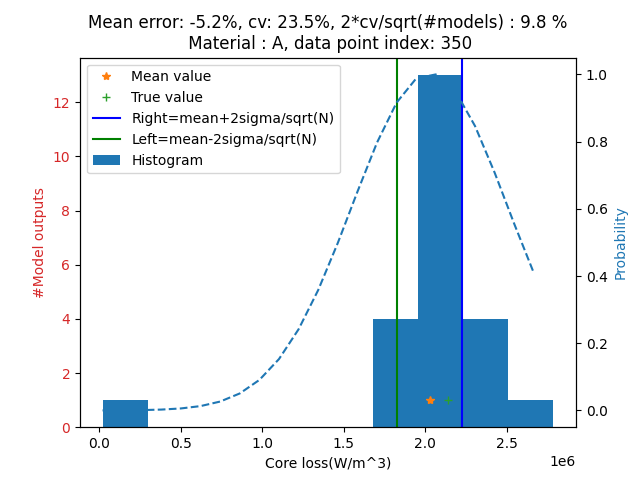 Mean error: -5.2%, cv: 23.5%, 2*cv/sqrt(#models) : 9.8 %
Material : A, data point index: 350
Mean value
True value
Right=mean+2sigma/sqrt(N)
Left=mean-2sigma/sqrt(N)
Histogram
#Model outputs
0
2
4
6
8
10
12
0.0
0.5
1.0
1.5
2.0
2.5
1e6
Core loss(W/m^3)
0.0
0.2
0.4
0.6
0.8
1.0
Probability